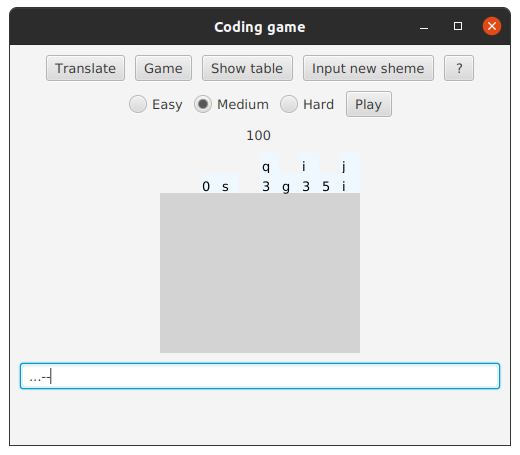 Coding game
Translate Game Show table Input new sheme ?
Easy Medium Hard Play
100
q i j
0 s 3 g 3 5 i
...--